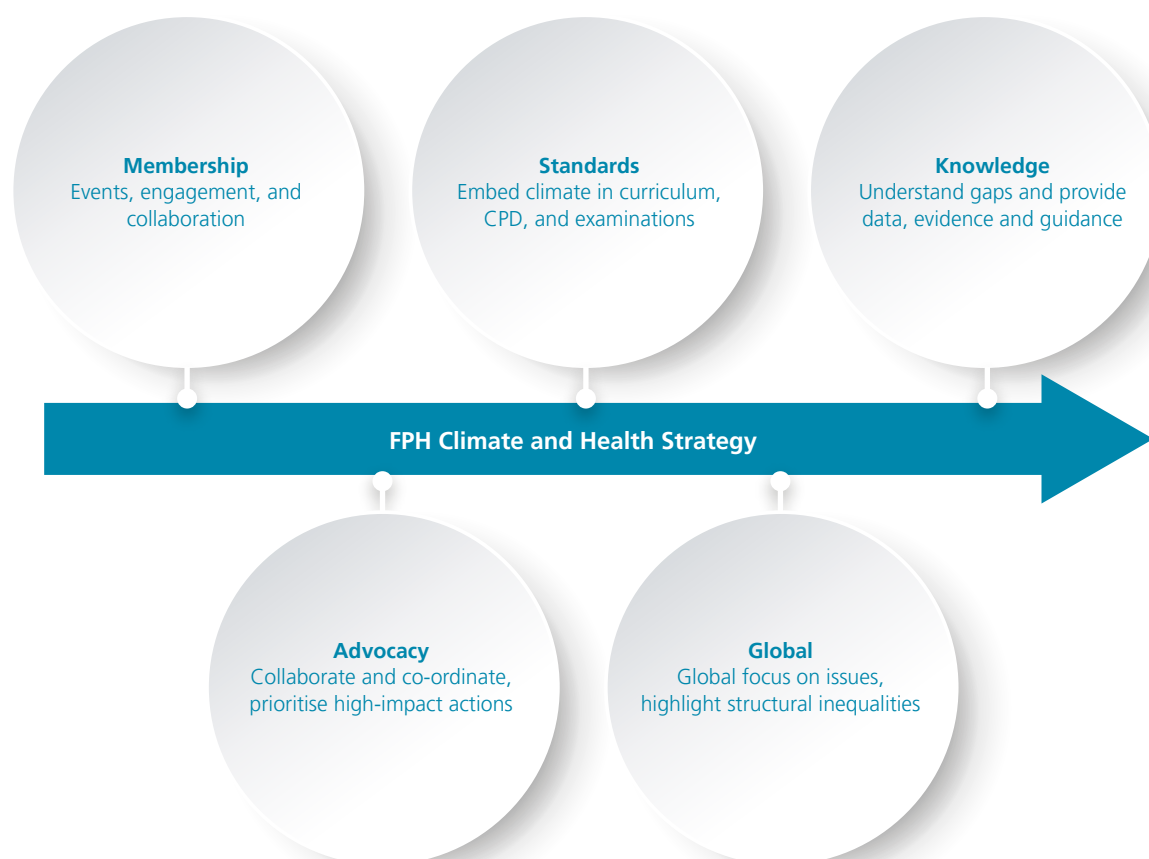 Membership
Events, engagement, and
collaboration
Standards
Embed climate in curriculum,
CPD, and examinations
Knowledge
Understand gaps and provide
data, evidence and guidance
FPH Climate and Health Strategy
Advocacy
Collaborate and co-ordinate,
prioritise high-impact actions
Global
Global focus on issues,
highlight structural inequalities